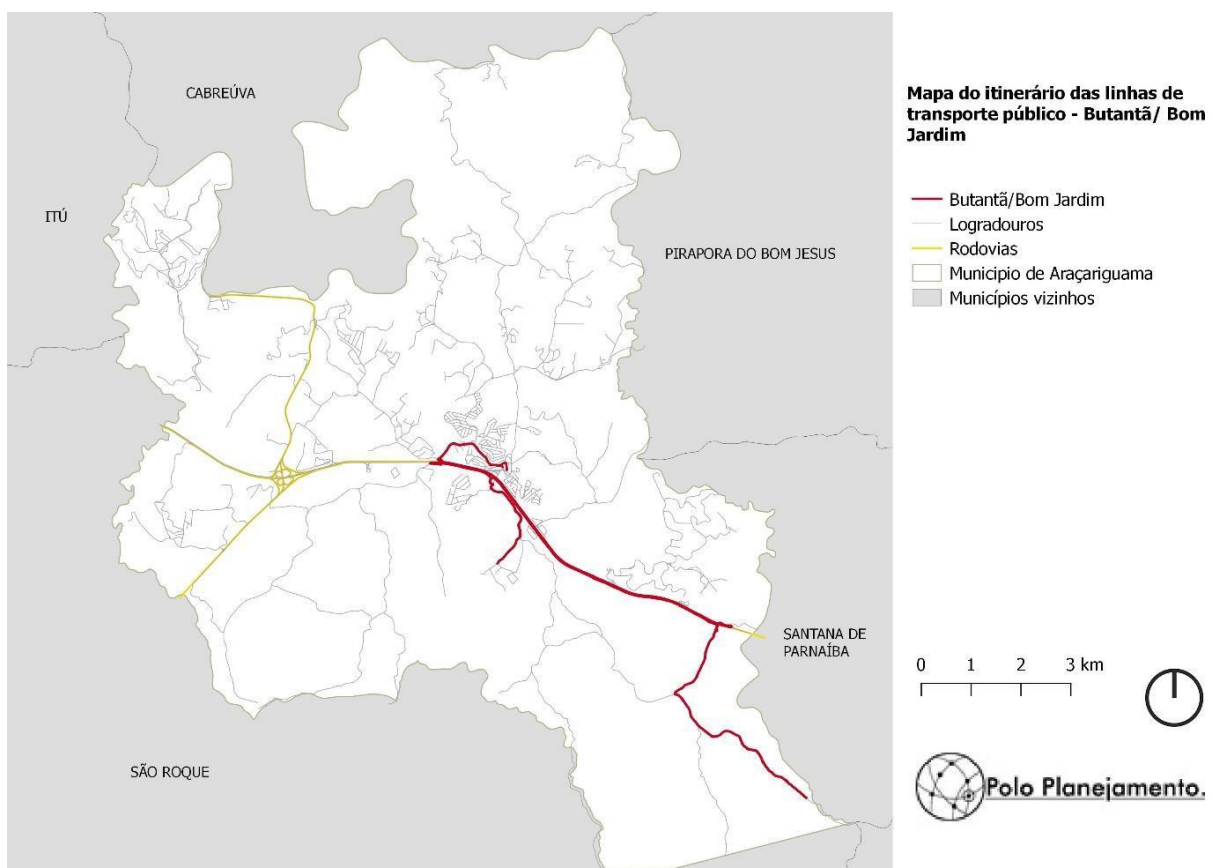 CABREÚVA
ITÚ
PIRAPORA DO BOM JESUS
SANTANA DE
PARNAÍBA
SÃO ROQUE
Mapa do itinerário das linhas de
transporte público - Butantã/ Bom
Jardim
Butantã/Bom Jardim
Logradouros
Rodovias
Municipio de Araçariguama
Municípios vizinhos
0 1 2 3 km
Polo Planejamento.